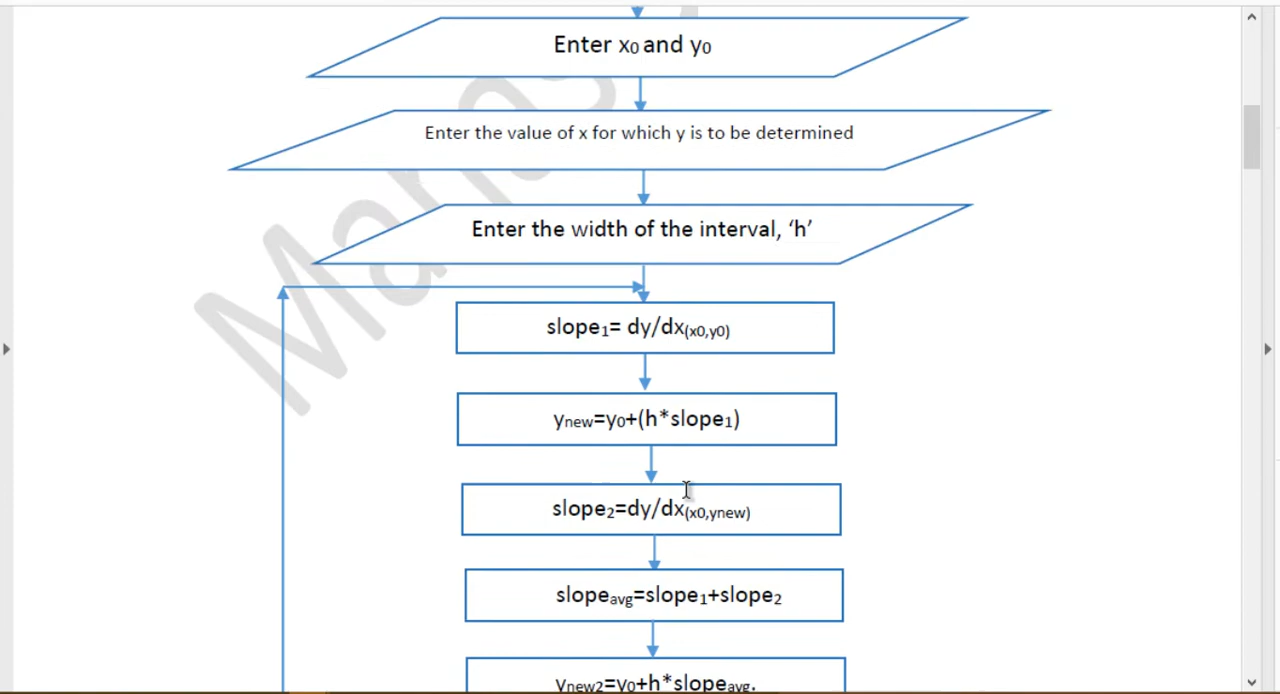 Enter x₀ and y₀
Enter the value of x for which y is to be determined
Enter the width of the interval, ‘h’
slope₁= dy/dx(x0,y0)
ynew=y₀+(h*slope₁)
slope₂=dy/dx(x0,ynew)
slopeavg=slope₁+slope₂
ynew2=y₀+h*slopeavg.